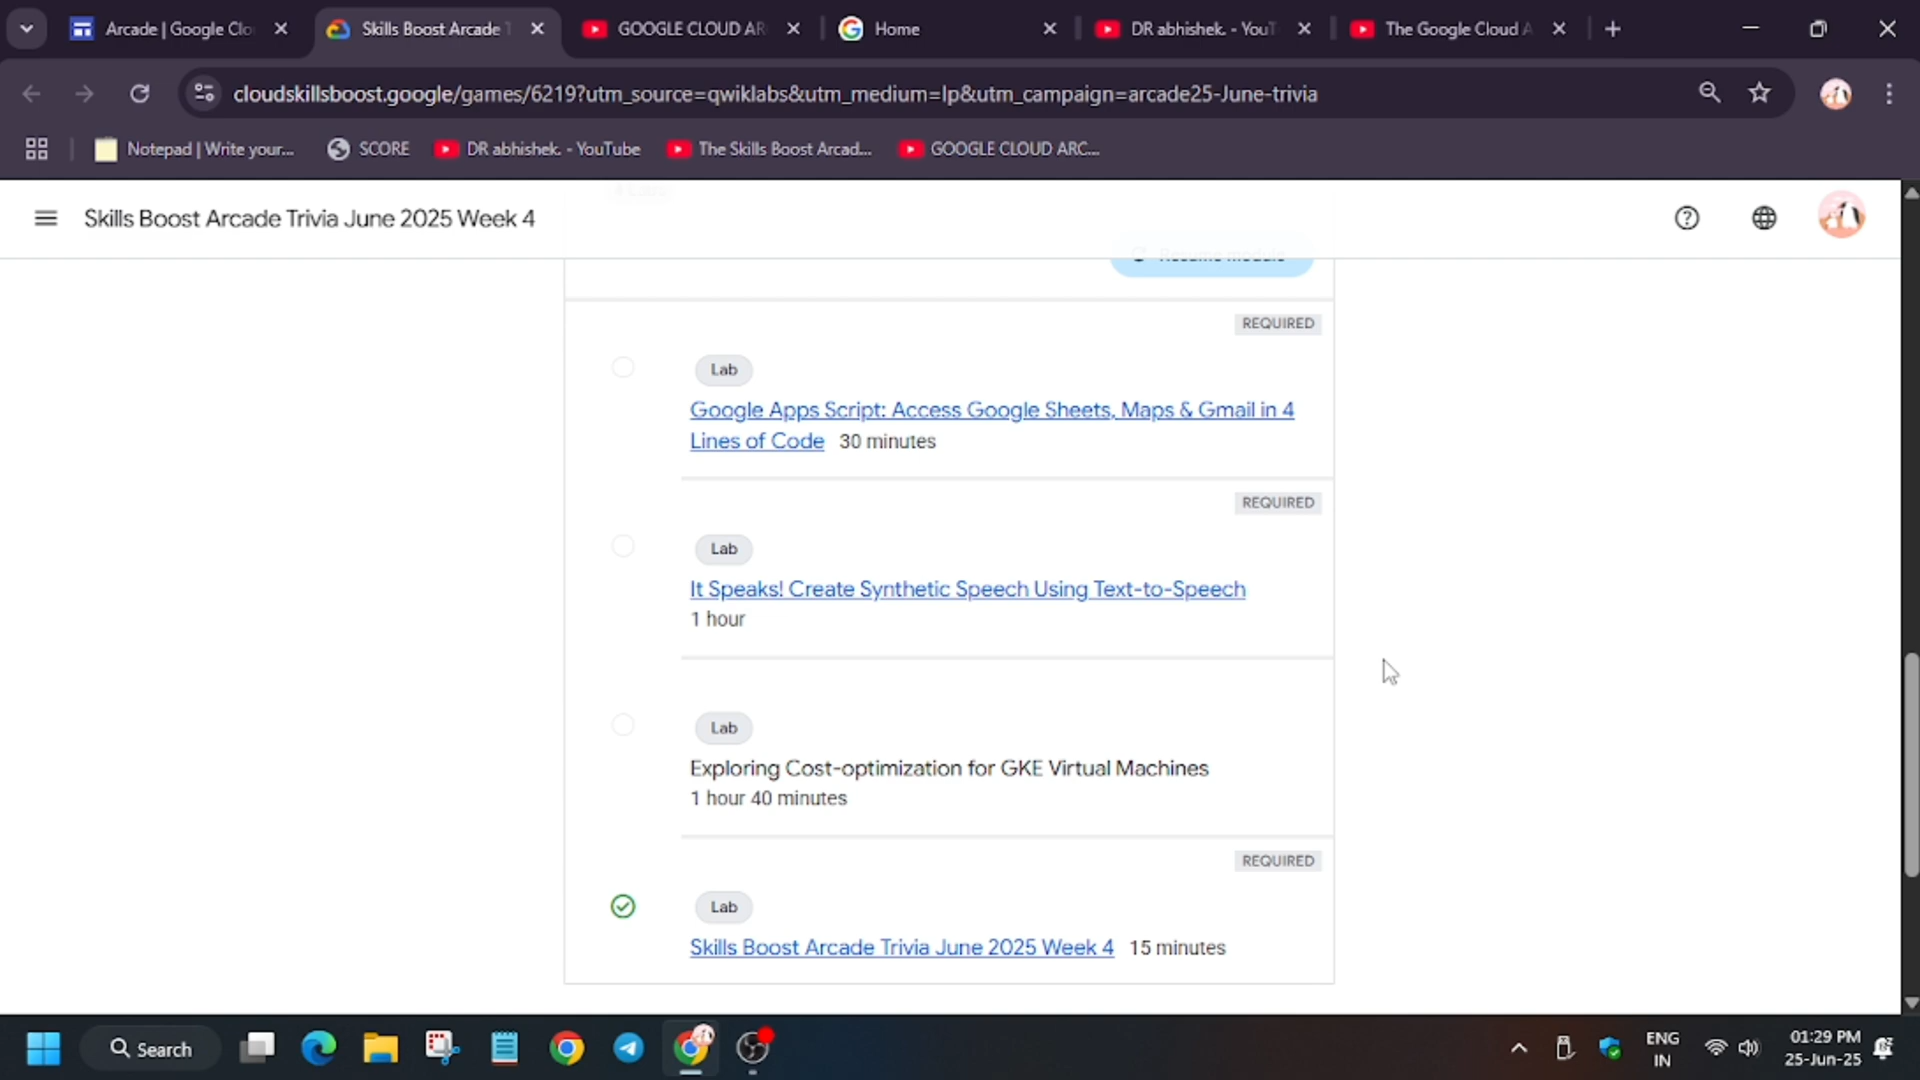 Arcade | Google Clo
Skills Boost Arcade T
GOOGLE CLOUD AR
Home
DR abhishek. - YouT
The Google Cloud A
cloudskillsboost.google/games/6219?utm_source=qwiklabs&utm_medium=lp&utm_campaign=arcade25-June-trivia
Notepad | Write your...
SCORE
DR abhishek. - YouTube
The Skills Boost Arcad...
GOOGLE CLOUD ARC...
Skills Boost Arcade Trivia June 2025 Week 4
Resume module
REQUIRED
Lab
Google Apps Script: Access Google Sheets, Maps & Gmail in 4
Lines of Code 30 minutes
REQUIRED
Lab
It Speaks! Create Synthetic Speech Using Text-to-Speech
1 hour
Lab
Exploring Cost-optimization for GKE Virtual Machines
1 hour 40 minutes
REQUIRED
Lab
Skills Boost Arcade Trivia June 2025 Week 4 15 minutes
Search
ENG
IN
01:29 PM
25-Jun-25